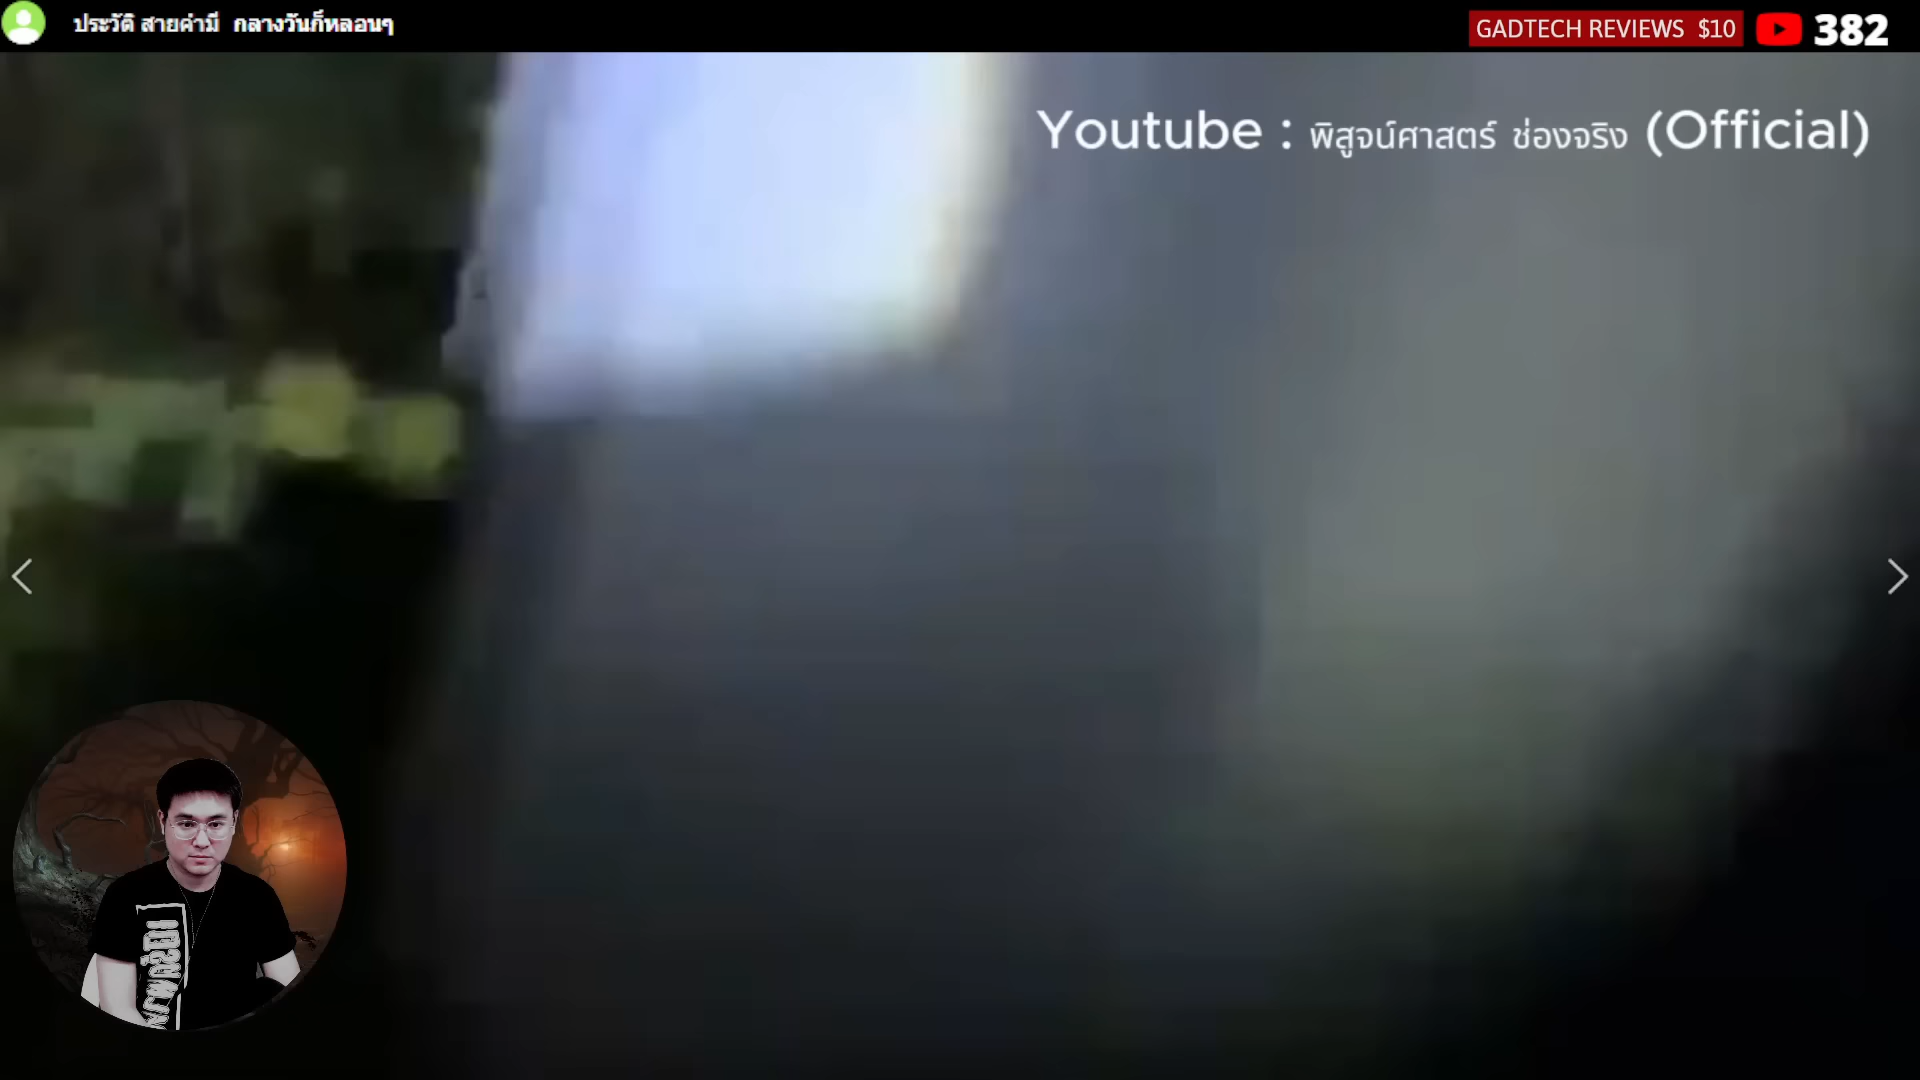 ประวัติ สายคำมี กลางวันก็หลอนๆ
GADTECH REVIEWS $10
382
Youtube : พิสูจน์ศาสตร์ ช่องจริง (Official)